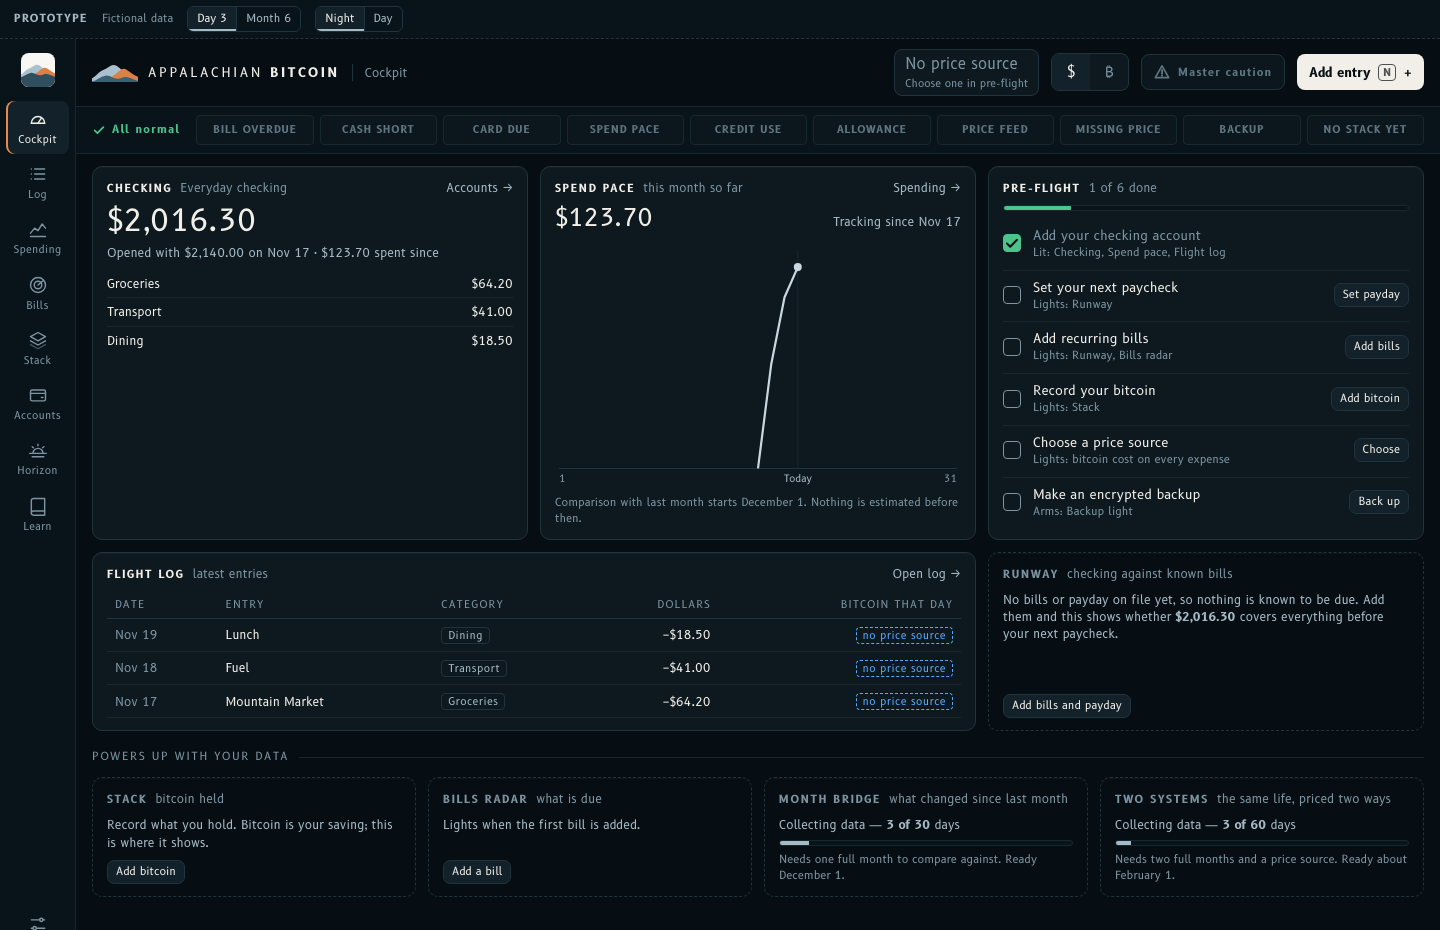 PROTOTYPE Fictional data Day 3 Month 6 Night Day
APPALACHIAN BITCOIN Cockpit
No price source
Choose one in pre-flight
$ ₿ Master caution Add entry N +
Cockpit
Log
Spending
Bills
Stack
Accounts
Horizon
Learn
All normal BILL OVERDUE CASH SHORT CARD DUE SPEND PACE CREDIT USE ALLOWANCE PRICE FEED MISSING PRICE BACKUP NO STACK YET
CHECKING Everyday checking Accounts →
$2,016.30
Opened with $2,140.00 on Nov 17 · $123.70 spent since
Groceries $64.20
Transport $41.00
Dining $18.50
SPEND PACE this month so far Spending →
$123.70 Tracking since Nov 17
1 Today 31
Comparison with last month starts December 1. Nothing is estimated before
then.
PRE-FLIGHT 1 of 6 done
Add your checking account
Lit: Checking, Spend pace, Flight log
Set your next paycheck
Lights: Runway
Set payday
Add recurring bills
Lights: Runway, Bills radar
Add bills
Record your bitcoin
Lights: Stack
Add bitcoin
Choose a price source
Lights: bitcoin cost on every expense
Choose
Make an encrypted backup
Arms: Backup light
Back up
FLIGHT LOG latest entries Open log →
DATE ENTRY CATEGORY DOLLARS BITCOIN THAT DAY
Nov 19 Lunch Dining −$18.50 no price source
Nov 18 Fuel Transport −$41.00 no price source
Nov 17 Mountain Market Groceries −$64.20 no price source
RUNWAY checking against known bills
No bills or payday on file yet, so nothing is known to be due. Add
them and this shows whether $2,016.30 covers everything before
your next paycheck.
Add bills and payday
POWERS UP WITH YOUR DATA
STACK bitcoin held
Record what you hold. Bitcoin is your saving; this
is where it shows.
Add bitcoin
BILLS RADAR what is due
Lights when the first bill is added.
Add a bill
MONTH BRIDGE what changed since last month
Collecting data — 3 of 30 days
Needs one full month to compare against. Ready
December 1.
TWO SYSTEMS the same life, priced two ways
Collecting data — 3 of 60 days
Needs two full months and a price source. Ready about
February 1.